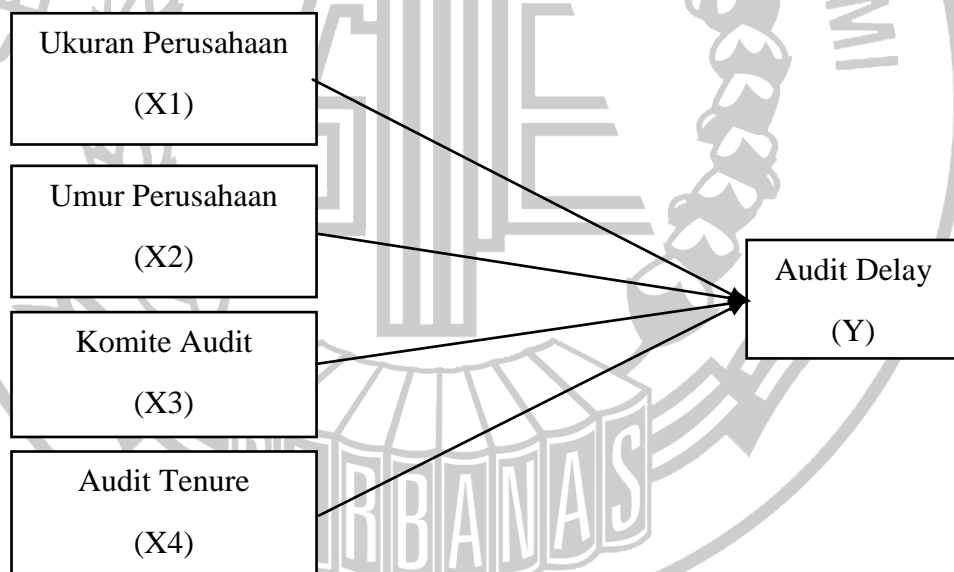 Ukuran Perusahaan
(X1)
Umur Perusahaan
(X2)
Komite Audit
(X3)
Audit Tenure
(X4)
Audit Delay
(Y)